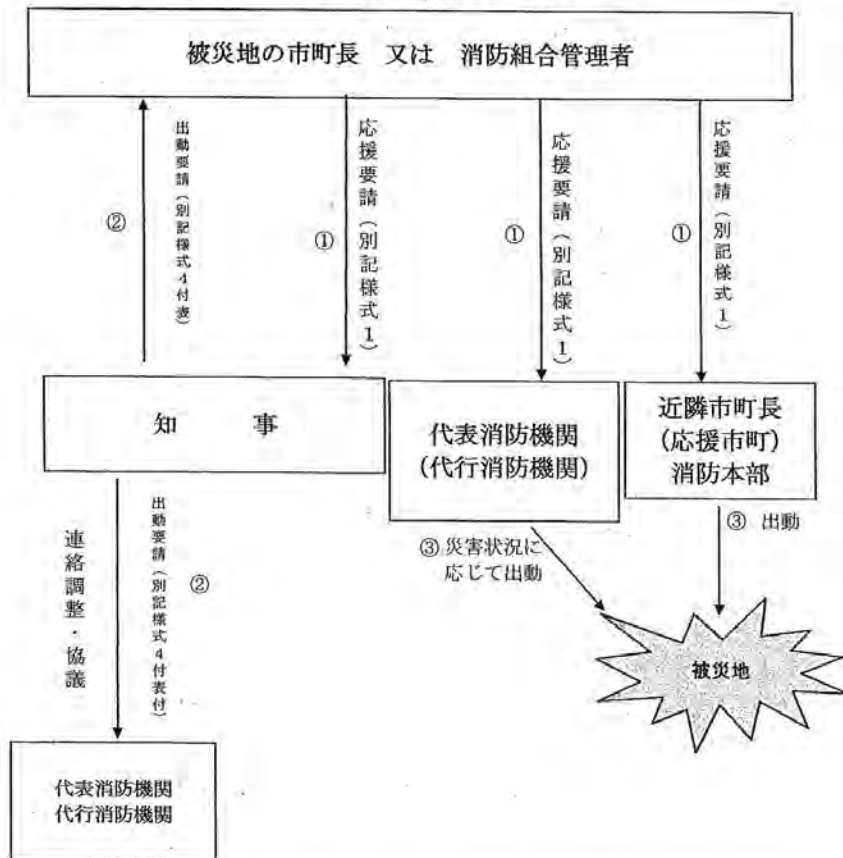 被災地の市町長 又は 消防組合管理者
②
出動要請(別記様式4付表)
①
応援要請(別記様式1)
①
応援要請(別記様式1)
①
応援要請(別記様式1)
知 事
代表消防機関
(代行消防機関)
近隣市町長
(応援市町)
消防本部
連絡調整・協議
出動要請(別記様式4付表付)
②
③災害状況に
応じて出動
③ 出動
被災地
代表消防機関
代行消防機関